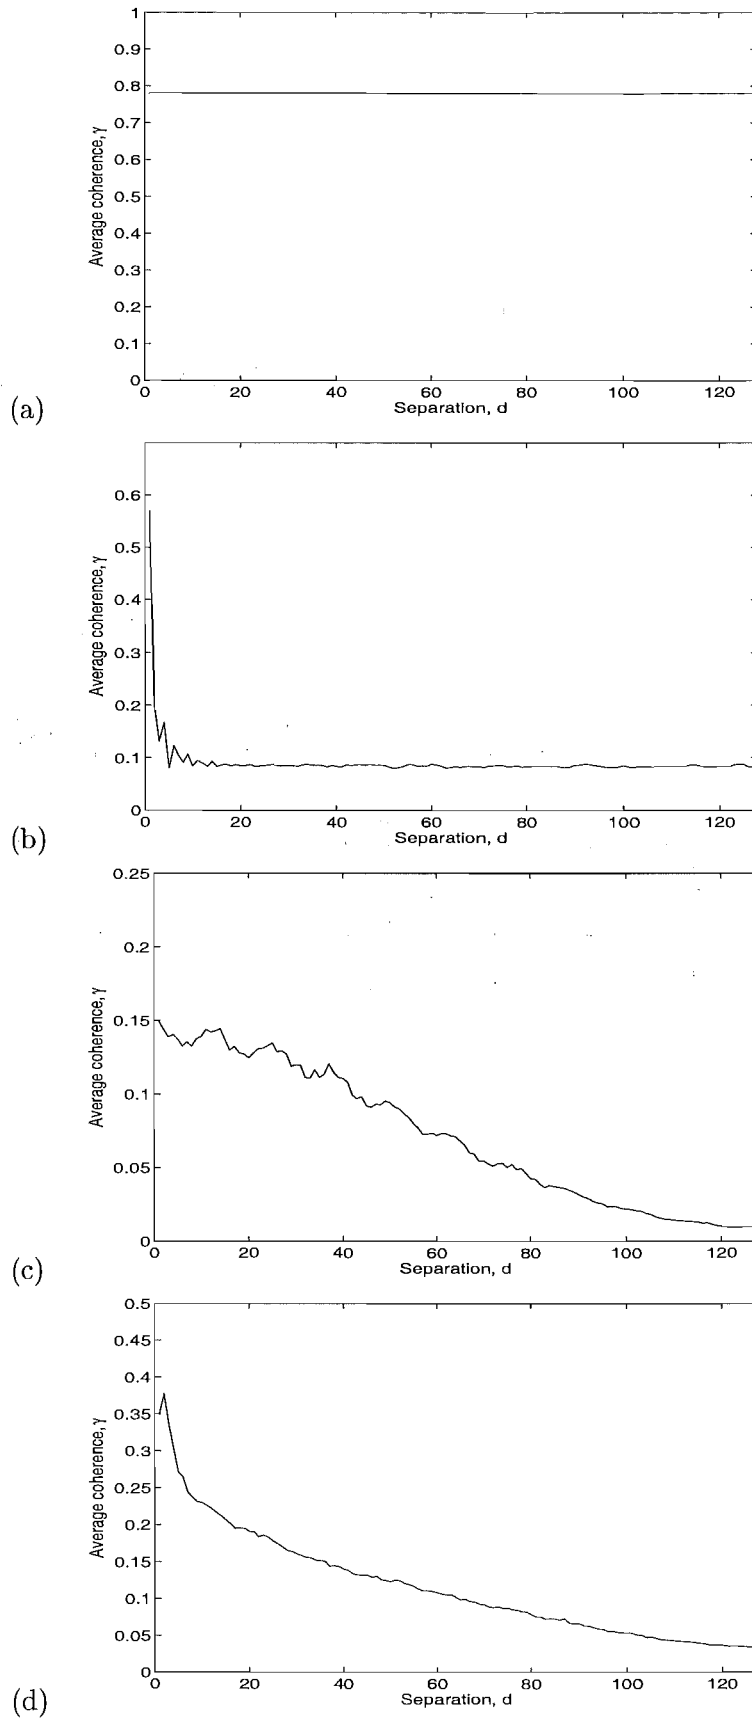 1
0.9
0.8
0.7
0.6
0.5
0.4
0.3
0.2
0.1
0
Average coherence, γ
0 20 40 60 80 100 120
Separation, d
(a)
0.6
0.5
0.4
0.3
0.2
0.1
0
Average coherence, γ
0 20 40 60 80 100 120
Separation, d
(b)
0.25
0.2
0.15
0.1
0.05
0
Average coherence, γ
0 20 40 60 80 100 120
Separation, d
(c)
0.5
0.45
0.4
0.35
0.3
0.25
0.2
0.15
0.1
0.05
0
Average coherence, γ
0 20 40 60 80 100 120
Separation, d
(d)